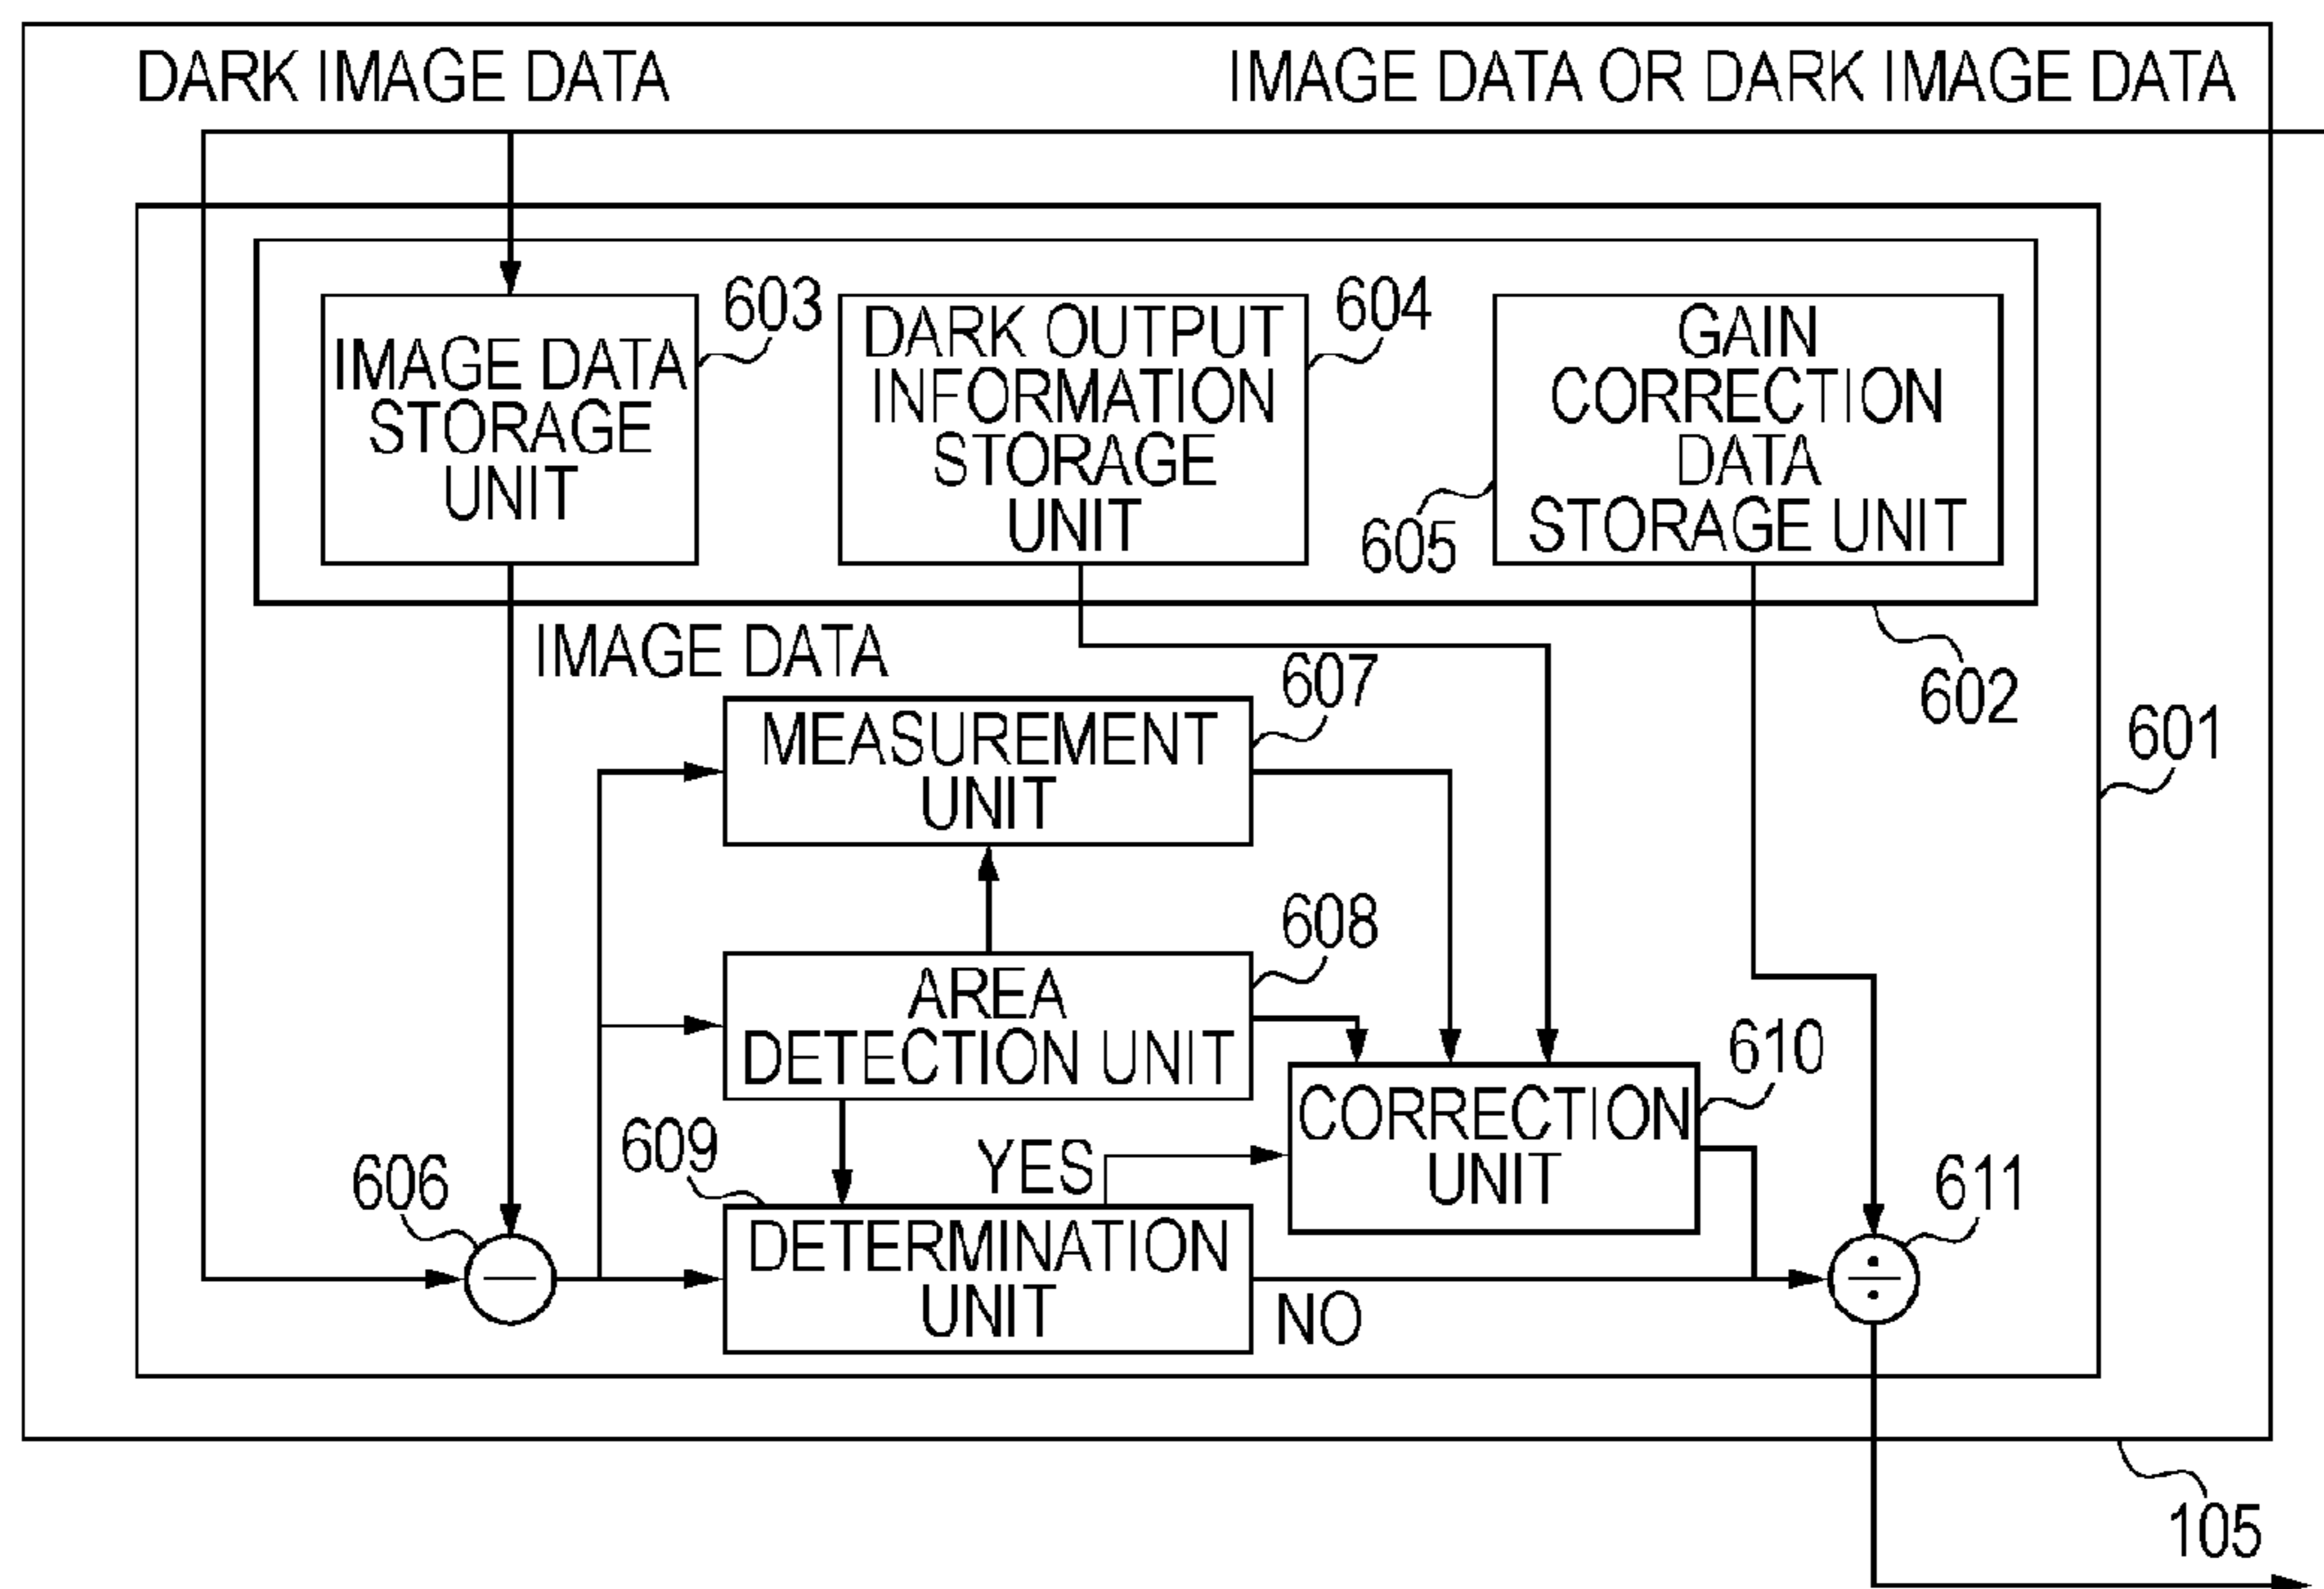 DARK IMAGE DATA
IMAGE DATA OR DARK IMAGE DATA
IMAGE DATA
STORAGE
UNIT
603
DARK OUTPUT
INFORMATION
STORAGE
UNIT
604
GAIN
CORRECTION
DATA
STORAGE UNIT
605
602
601
IMAGE DATA
MEASUREMENT
UNIT
607
AREA
DETECTION UNIT
608
CORRECTION
UNIT
610
606
609
YES
DETERMINATION
UNIT
NO
÷
611
105